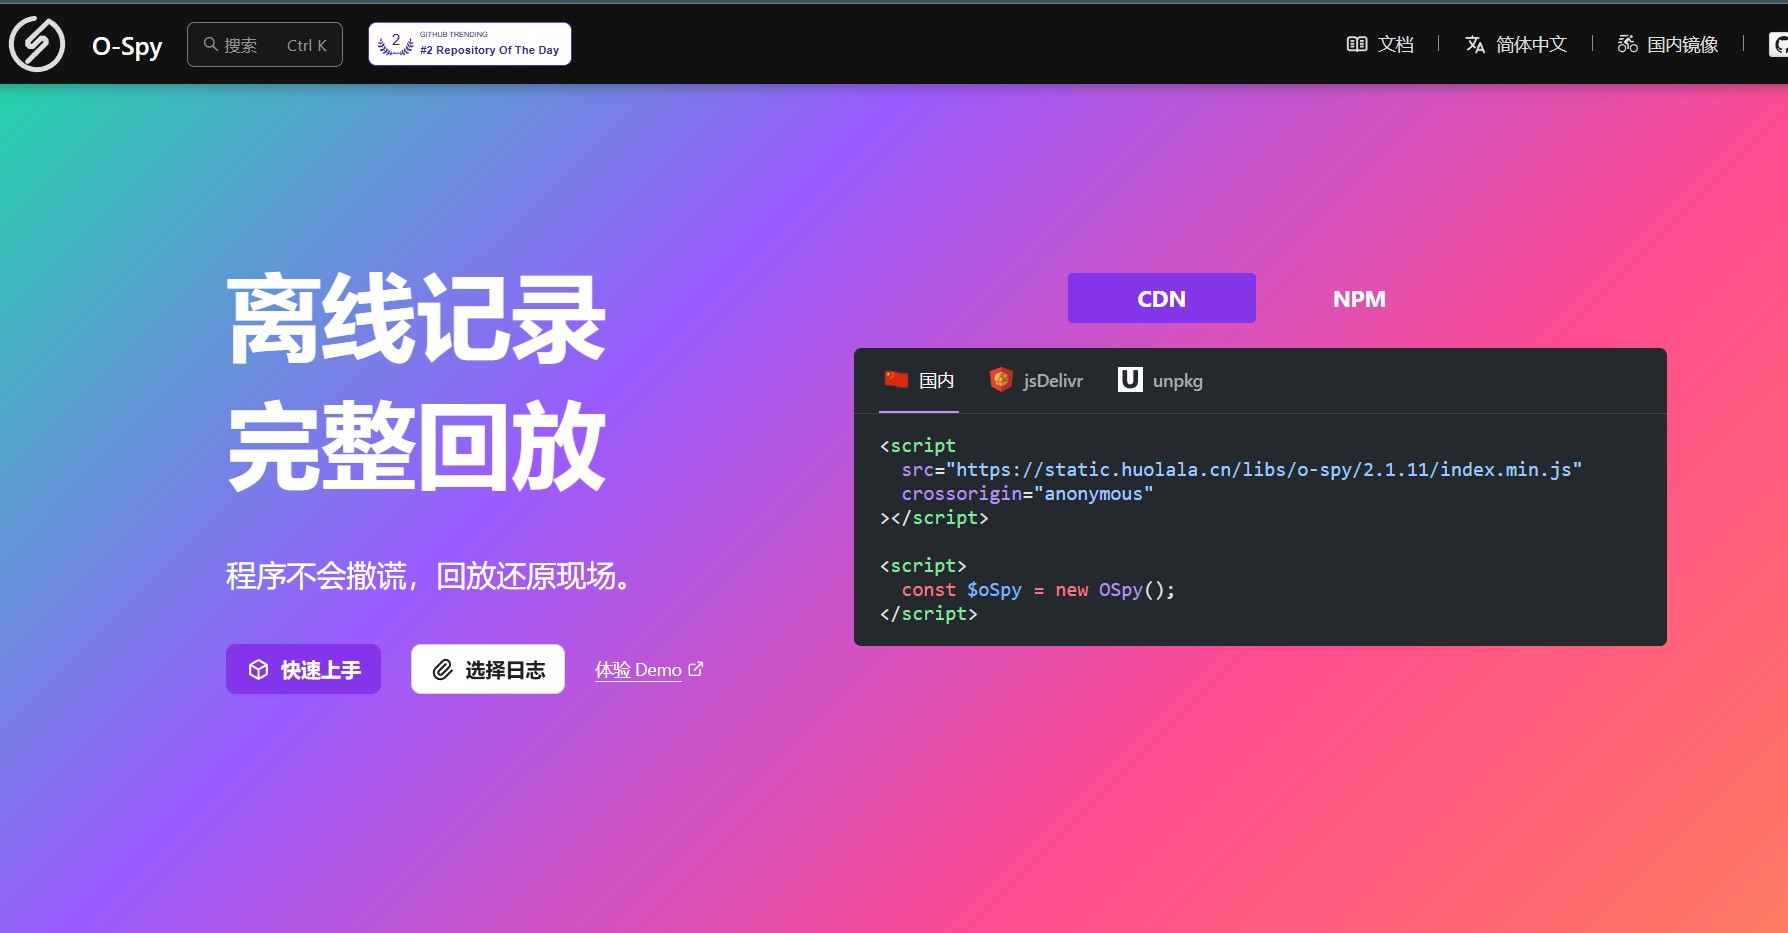 O-Spy
搜索 Ctrl K
2
GITHUB TRENDING
#2 Repository Of The Day
文档
简体中文
国内镜像
离线记录
完整回放
程序不会撒谎，回放还原现场。
快速上手
选择日志
体验 Demo
CDN
NPM
国内
jsDelivr
U unpkg
<script
  src="https://static.huolala.cn/libs/o-spy/2.1.11/index.min.js"
  crossorigin="anonymous"
></script>
<script>
  const $oSpy = new OSpy();
</script>